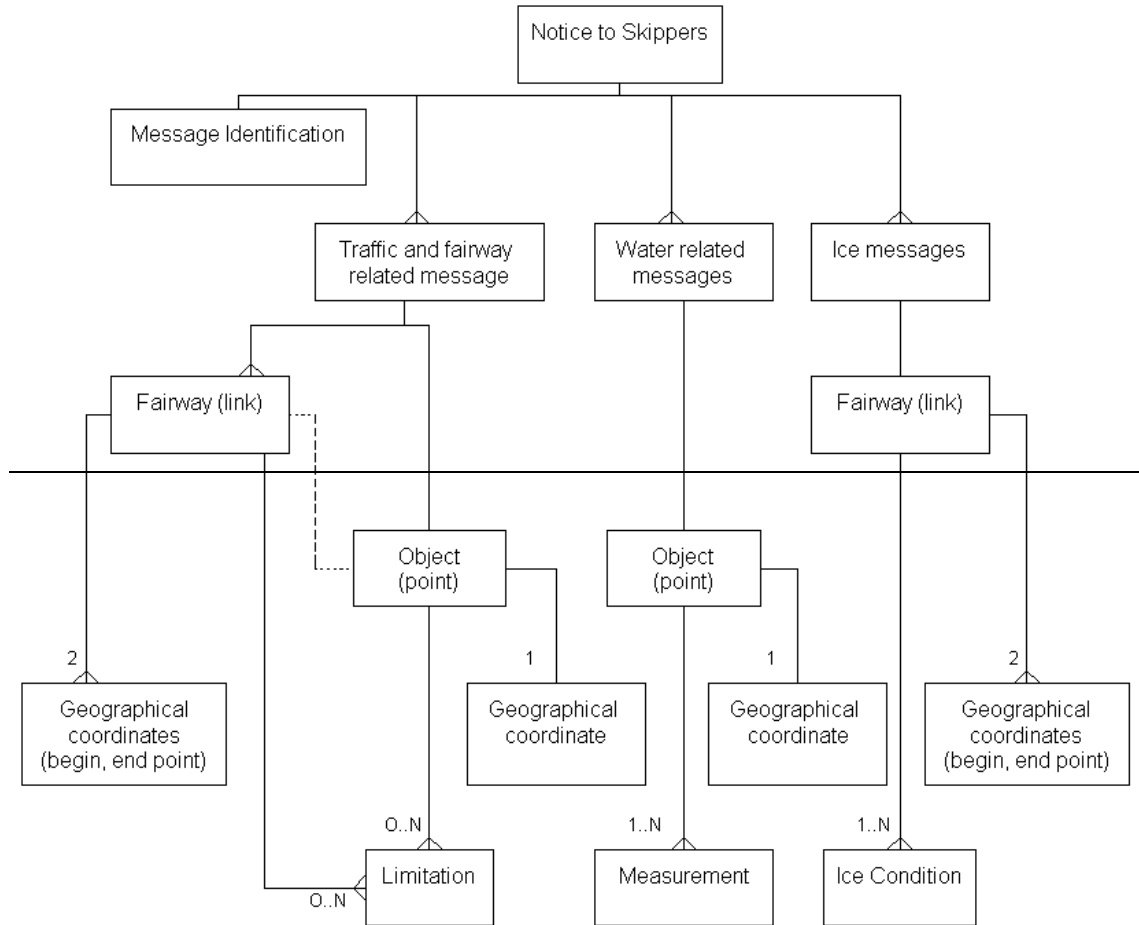 Notice to Skippers
Message Identification
Traffic and fairway
related message
Water related
messages
Ice messages
Fairway (link)
Fairway (link)
Object
(point)
Object
(point)
2
1
1
2
Geographical
coordinates
(begin, end point)
Geographical
coordinate
Geographical
coordinate
Geographical
coordinates
(begin, end point)
O..N
1..N
1..N
Limitation
Measurement
Ice Condition
O..N